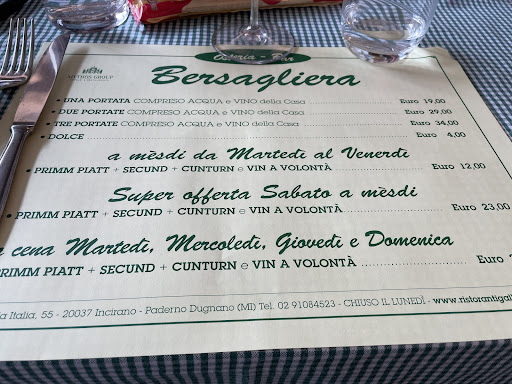 Osteria - Bar
MYTHOS GROUP
Bersagliera
• UNA PORTATA COMPRESO ACQUA e VINO della Casa Euro 19,00
• DUE PORTATE COMPRESO ACQUA e VINO della Casa Euro 29,00
• TRE PORTATE COMPRESO ACQUA e VINO della Casa Euro 34,00
• DOLCE Euro 4,00
a mèsdi da Martedì al Venerdì
• PRIMM PIATT + SECUND + CUNTURN e VIN A VOLONTÀ Euro 12,00
Super offerta Sabato a mèsdi
• PRIMM PIATT + SECUND + CUNTURN e VIN A VOLONTÀ Euro 23,00
cena Martedì, Mercoledì, Giovedì e Domenica
PRIMM PIATT + SECUND + CUNTURN e VIN A VOLONTÀ Euro 2
Italia, 55 - 20037 Incirano - Paderno Dugnano (MI) Tel. 02 91084523 - CHIUSO IL LUNEDÌ - www.ristorantigall